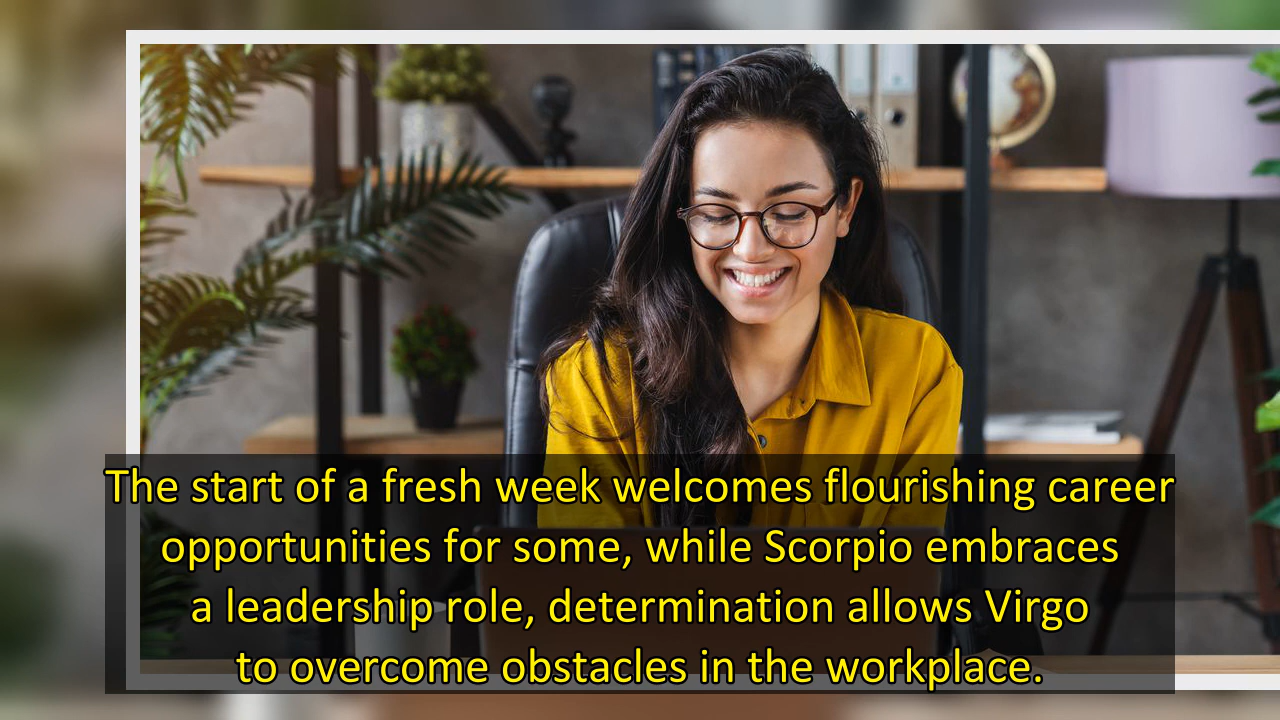 The start of a fresh week welcomes flourishing career
opportunities for some, while Scorpio embraces
a leadership role, determination allows Virgo
to overcome obstacles in the workplace.